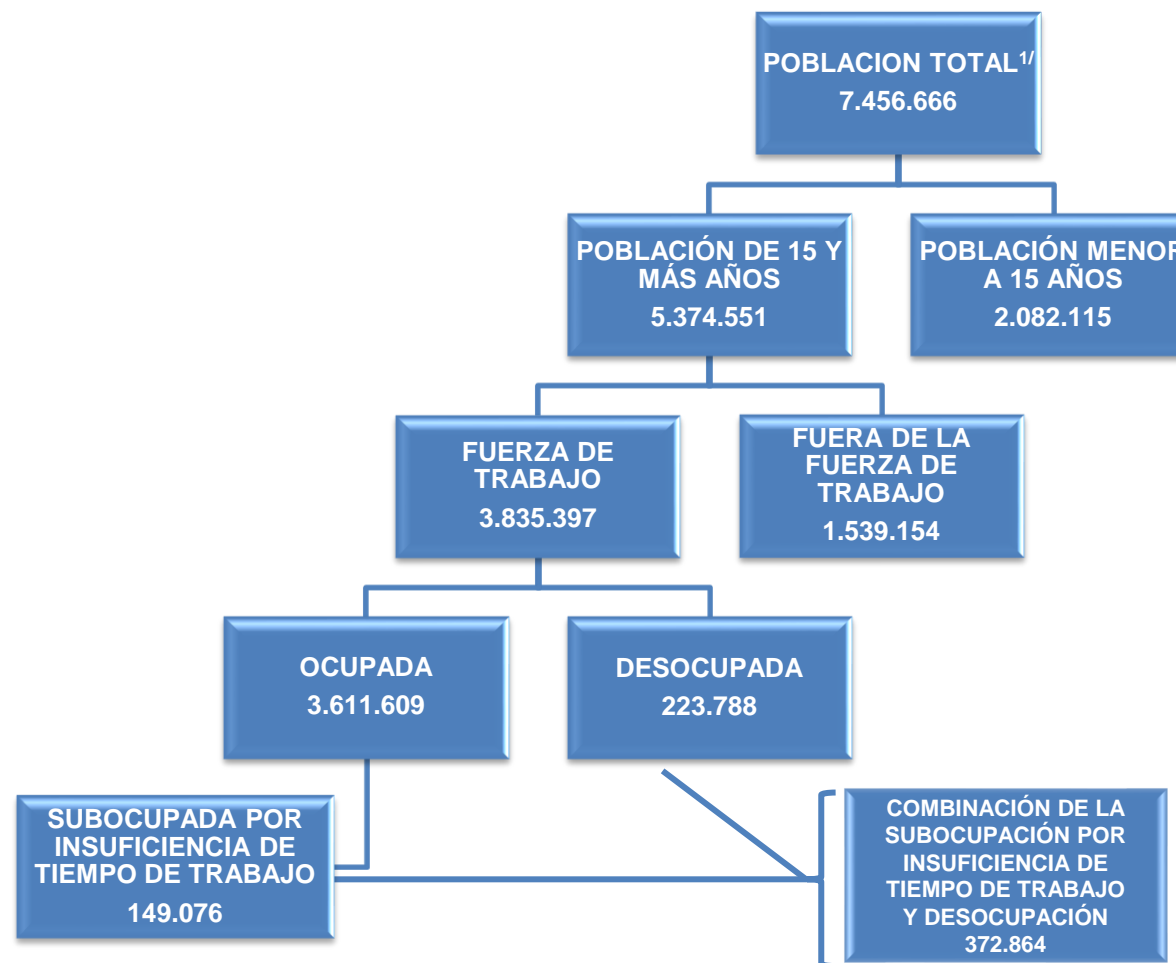 POBLACION TOTAL1/
7.456.666
POBLACIÓN DE 15 Y
MÁS AÑOS
5.374.551
POBLACIÓN MENOR
A 15 AÑOS
2.082.115
FUERZA DE
TRABAJO
3.835.397
FUERA DE LA
FUERZA DE
TRABAJO
1.539.154
OCUPADA
3.611.609
DESOCUPADA
223.788
SUBOCUPADA POR
INSUFICIENCIA DE
TIEMPO DE TRABAJO
149.076
COMBINACIÓN DE LA
SUBOCUPACIÓN POR
INSUFICIENCIA DE
TIEMPO DE TRABAJO
Y DESOCUPACIÓN
372.864